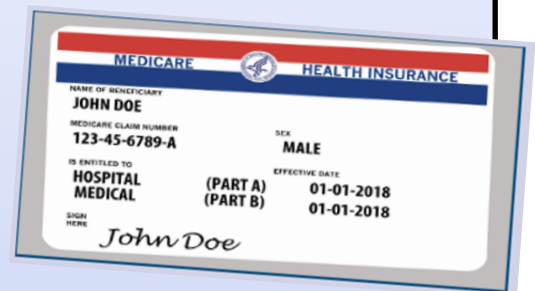 MEDICARE HEALTH INSURANCE
NAME OF BENEFICIARY
JOHN DOE
MEDICARE CLAIM NUMBER SEX
123-45-6789-A MALE
IS ENTITLED TO EFFECTIVE DATE
HOSPITAL (PART A) 01-01-2018
MEDICAL (PART B) 01-01-2018
SIGN
HERE John Doe